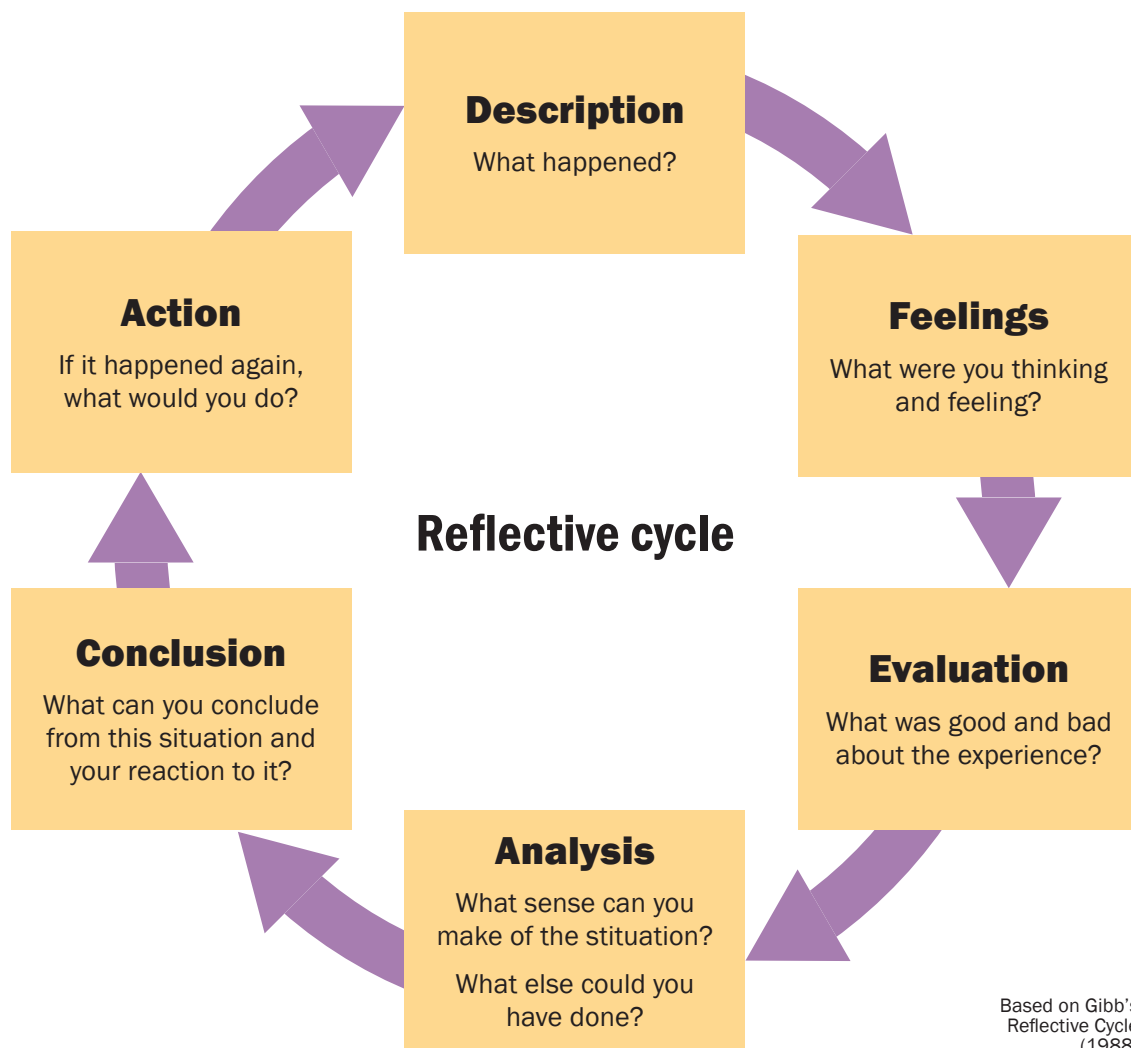 Description
What happened?
Feelings
What were you thinking
and feeling?
Evaluation
What was good and bad
about the experience?
Analysis
What sense can you
make of the stituation?
What else could you
have done?
Conclusion
What can you conclude
from this situation and
your reaction to it?
Action
If it happened again,
what would you do?
Reflective cycle
Based on Gibb's
Reflective Cycle
(1988